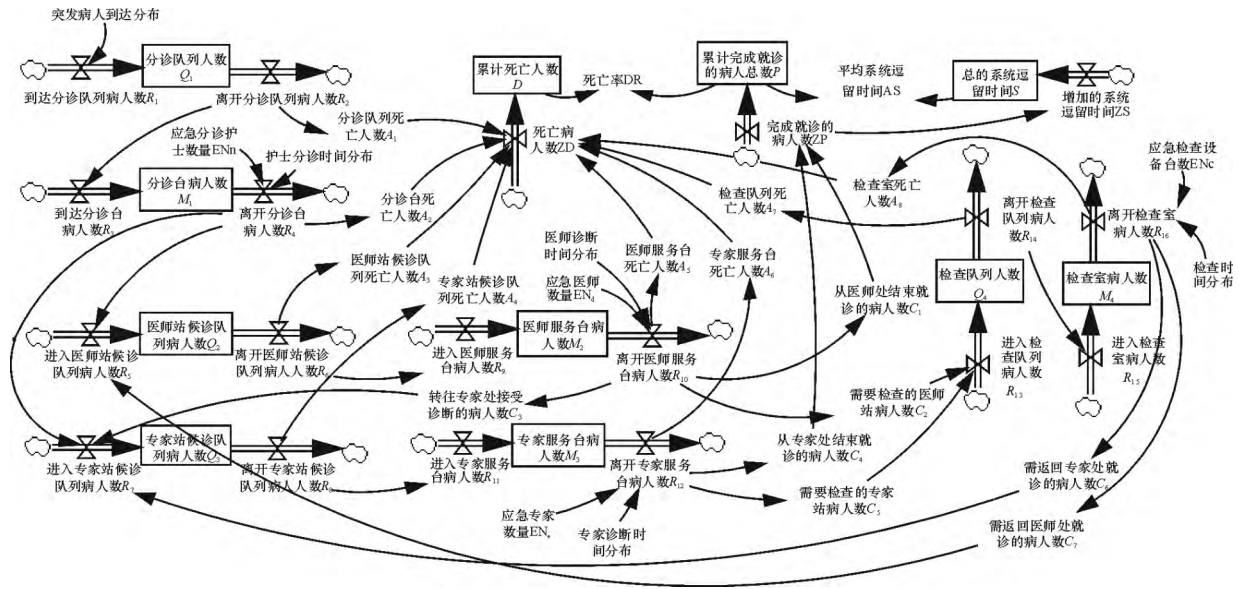 突发病人到达分布
分诊队列人数
Q₁
到达分诊队列病人数R₁
离开分诊队列病人数R₂
累计死亡人数
D
死亡率DR
累计完成就诊
的病人总数P
平均系统逗
留时间AS
总的系统逗
留时间S
增加的系统
逗留时间ZS
分诊队列死
亡人数A₁
死亡病
人数ZD
完成就诊的
病人数ZP
应急分诊护
士数量ENn
护士分诊时间分布
分诊台病人数
M₁
到达分诊台
病人数R₃
离开分诊台
病人数R₄
分诊台死
亡人数A₂
检查队列死
亡人数A₇
检查室死亡
人数A₈
应急检查设
备台数ENc
离开检查
队列病人
数R₁₄
离开检查室
病人数R₁₆
检查时
间分布
医师站候诊队
列死亡人数A₃
专家站候诊队
列死亡人数A₄
医师诊断
时间分布
医师服务台
死亡人数A₅
专家服务台
死亡人数A₆
应急医师
数量EN
检查队列人数
Q₄
检查室病人数
M₄
从医师处结束就
诊的病人数C₁
医师站候诊队
列病人数Q₂
进入医师站候诊
队列病人数R₅
离开医师站候诊
队列病人人数R₆
医师服务台病
人数M₂
进入医师服务
台病人数R₉
离开医师服务
台病人数R₁₀
进入检
查队列
病人数
R₁₃
进入检查
室病人数
R₁₅
转往专家处接受
诊断的病人数C₃
需要检查的医师
站病人数C₂
专家站候诊队
列病人数Q₃
进入专家站候诊
队列病人数R₇
离开专家站候诊
队列病人人数R₈
专家服务台病
人数M₃
进入专家服务
台病人数R₁₁
离开专家服务
台病人数R₁₂
从专家处结束就
诊的病人数C₄
需要检查的专家
站病人数C₅
需返回专家处就
诊的病人数C₆
应急专家
数量EN
专家诊断时
间分布
需返回医师处就
诊的病人数C₇